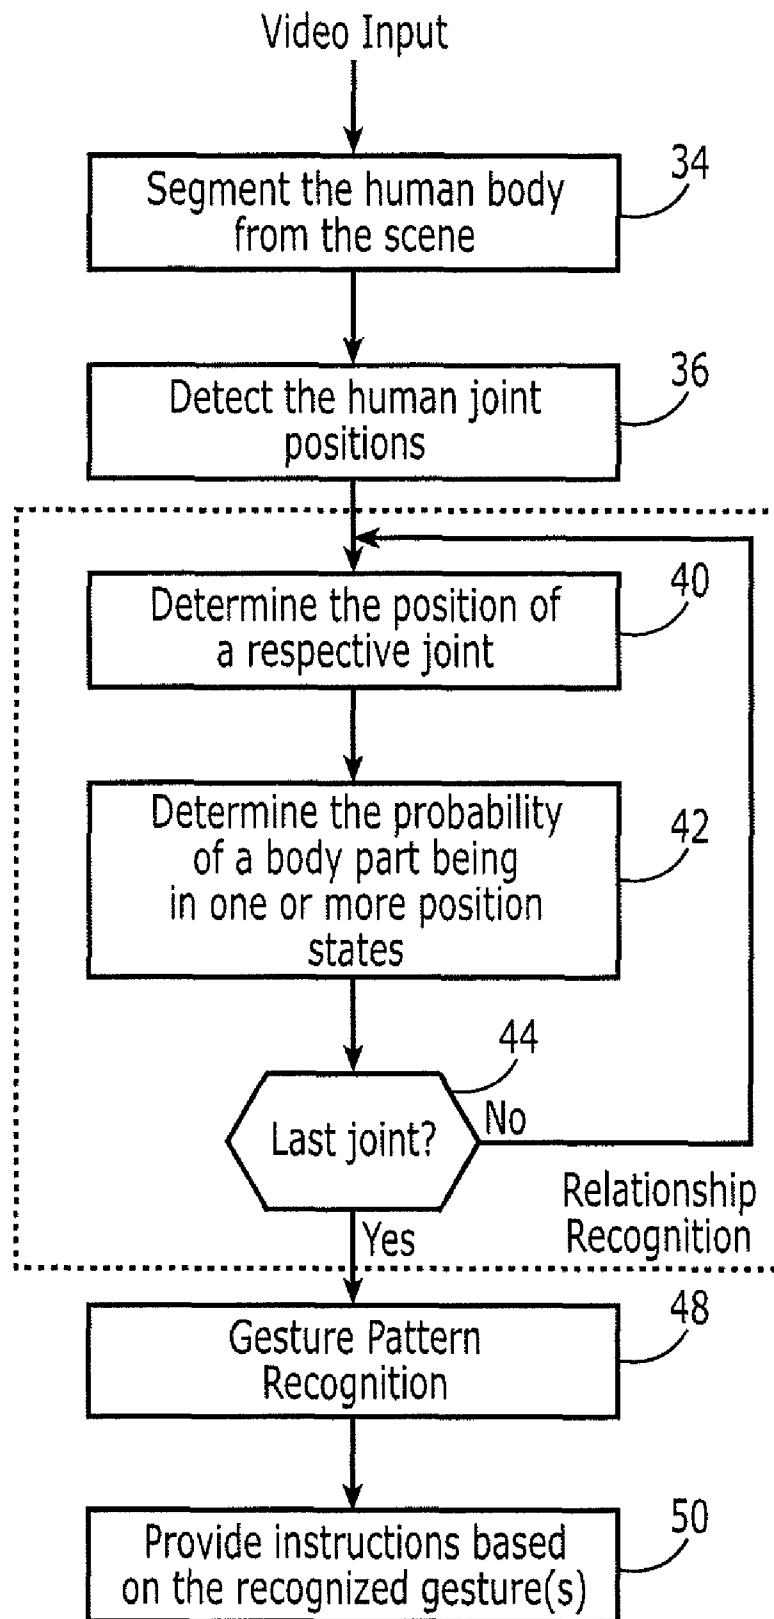 Video Input
34
Segment the human body
from the scene
36
Detect the human joint
positions
40
Determine the position of
a respective joint
42
Determine the probability
of a body part being
in one or more position
states
44
Last joint?
No
Yes
Relationship
Recognition
48
Gesture Pattern
Recognition
50
Provide instructions based
on the recognized gesture(s)